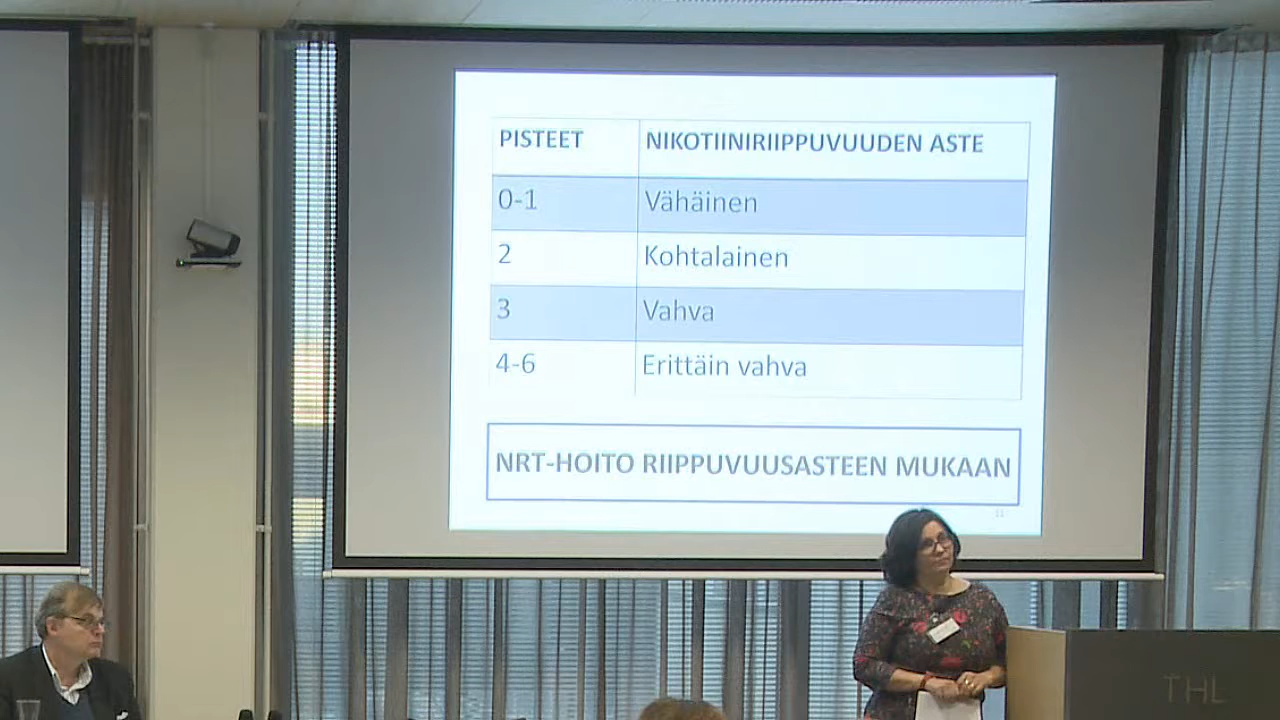 PISTEET NIKOTIINIRIIPPUVUUDEN ASTE
0-1 Vähäinen
2 Kohtalainen
3 Vahva
4-6 Erittäin vahva
NRT-HOITO RIIPPUVUUSASTEEN MUKAAN
11
THL